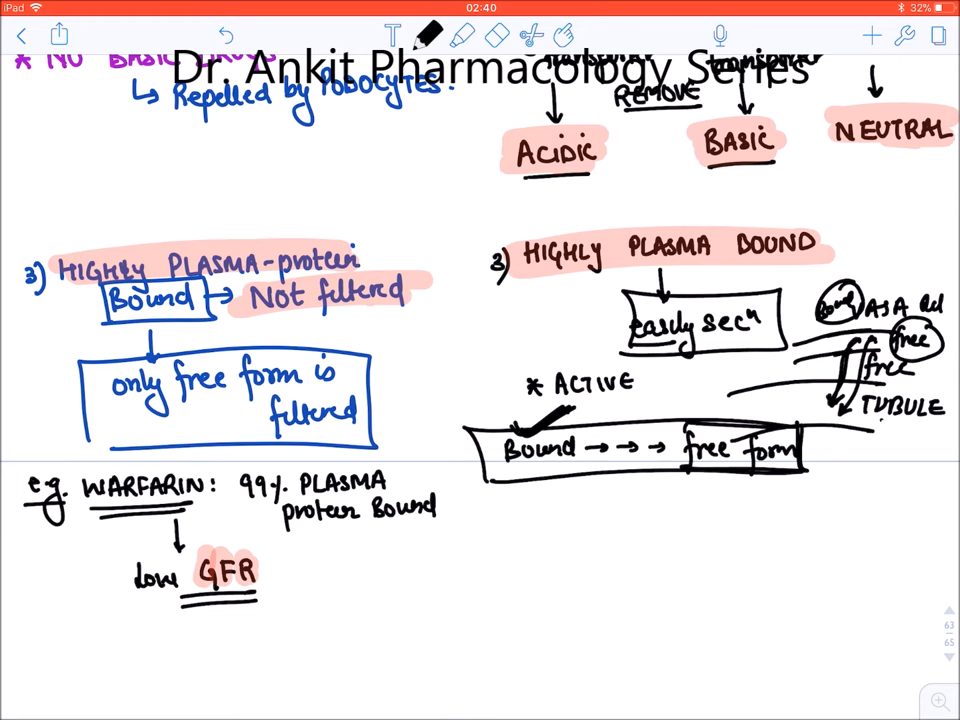 iPad
02:40
32%
Dr. Ankit Pharmacology Series
* NO BASIC
↳ Repelled by PODOCYTES.
REMOVE
ACIDIC
BASIC
NEUTRAL
3) HIGHLY PLASMA-protein
Bound → Not filtered
only free form is
filtered
e.g. WARFARIN: 99% PLASMA
protein Bound
GFR
3) HIGHLY PLASMA BOUND
easily secⁿ
* ACTIVE
Bound → → → free form
free
free
TUBULE
63
65